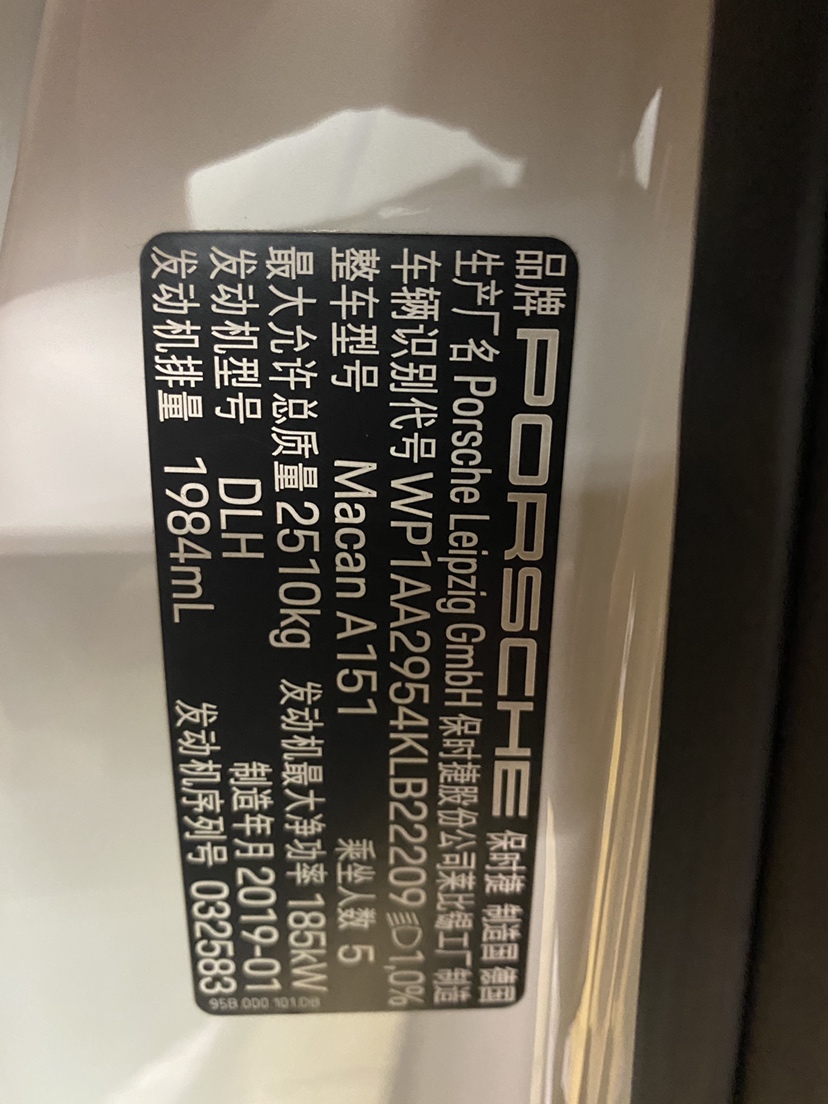 品牌 PORSCHE 保时捷 制造国 德国
生产厂名 Porsche Leipzig GmbH 保时捷股份公司莱比锡工厂制造
车辆识别代号 WP1AA2954KLB22209 1,0%
整车型号 Macan A151 乘坐人数 5
最大允许总质量 2510kg 发动机最大净功率 185kW
发动机型号 DLH 制造年月 2019-01
发动机排量 1984mL 发动机序列号 032583
95B.000.101.DB